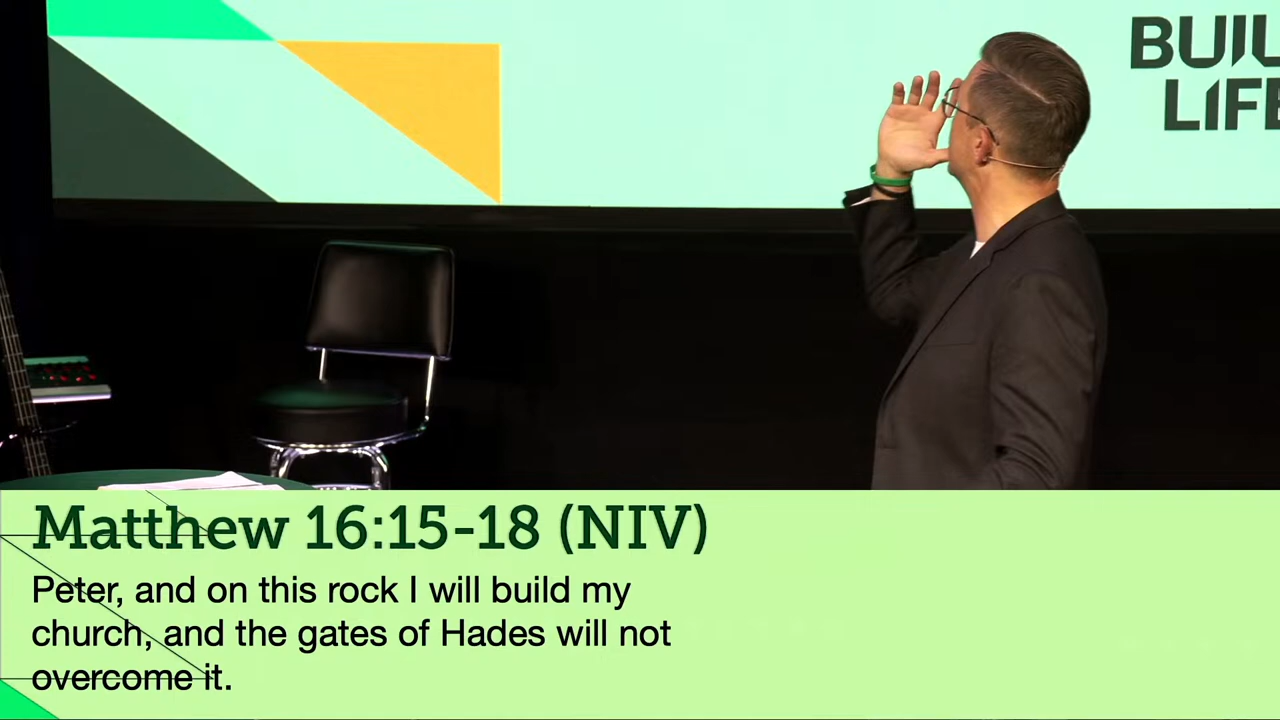 BUIL
LIFE
Matthew 16:15-18 (NIV)
Peter, and on this rock I will build my
church, and the gates of Hades will not
overcome it.